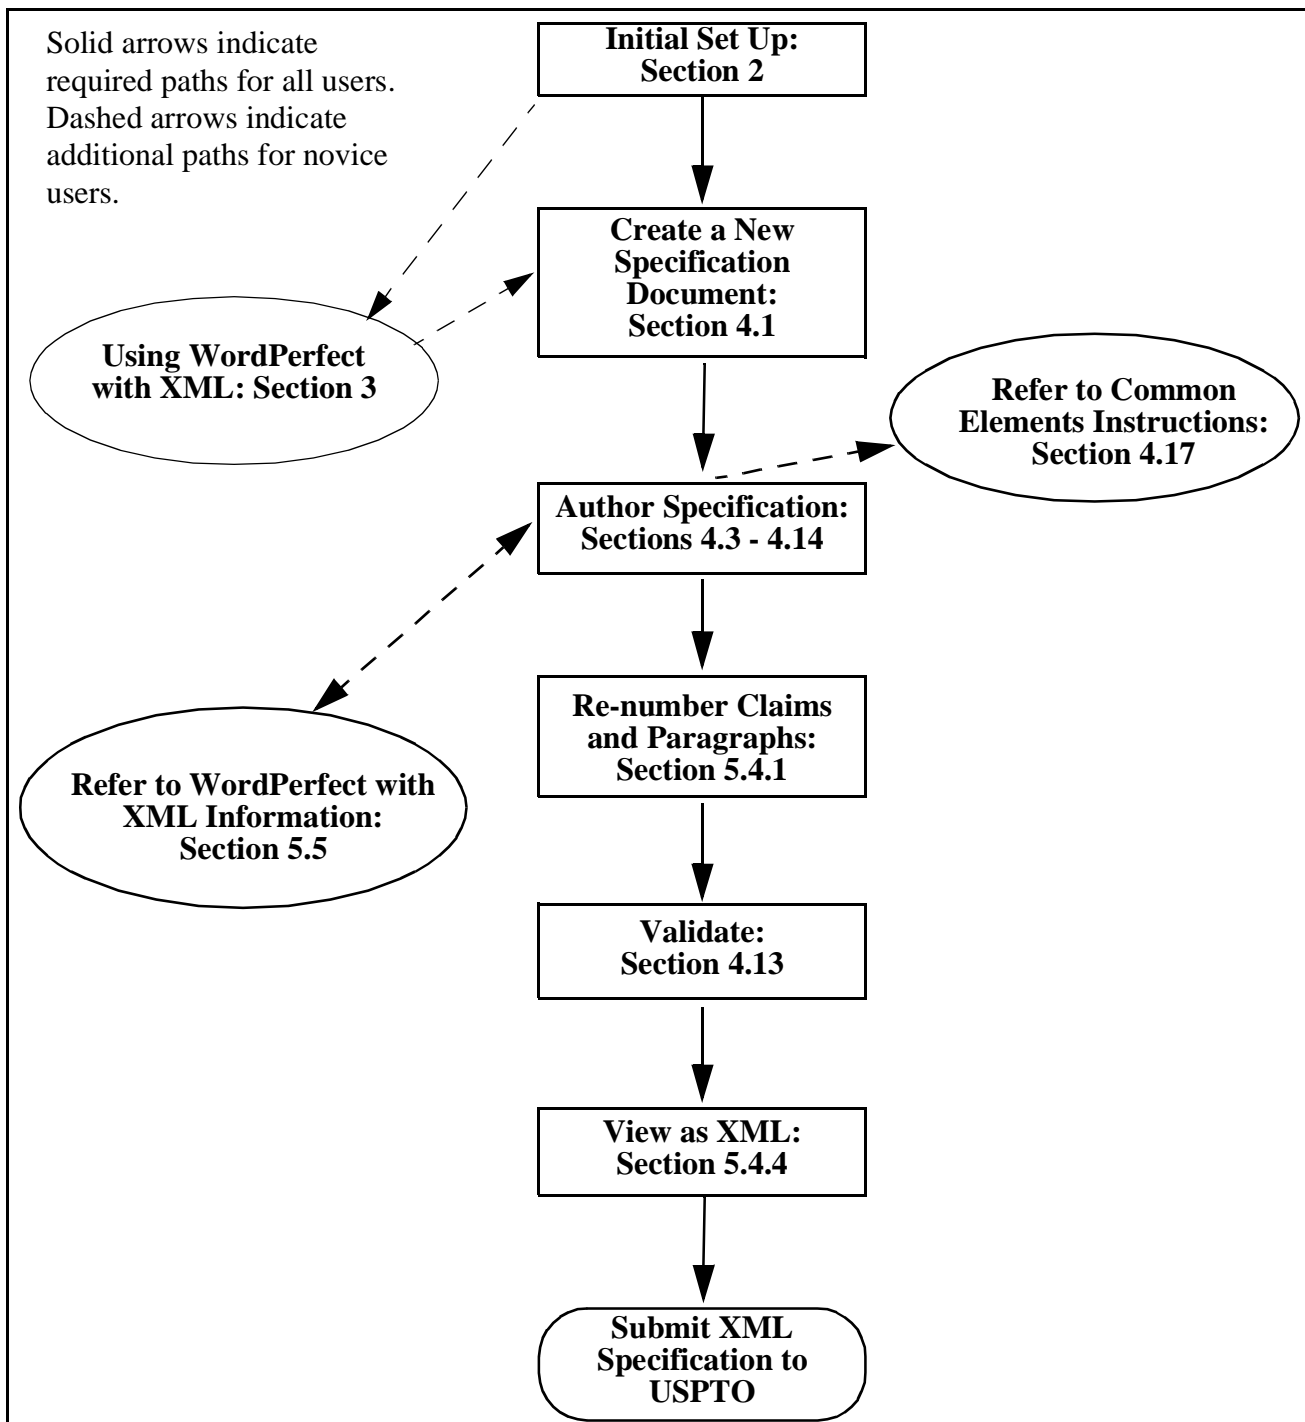 Solid arrows indicate
required paths for all users.
Dashed arrows indicate
additional paths for novice
users.
Initial Set Up:
Section 2
Create a New
Specification
Document:
Section 4.1
Using WordPerfect
with XML: Section 3
Refer to Common
Elements Instructions:
Section 4.17
Author Specification:
Sections 4.3 - 4.14
Re-number Claims
and Paragraphs:
Section 5.4.1
Refer to WordPerfect with
XML Information:
Section 5.5
Validate:
Section 4.13
View as XML:
Section 5.4.4
Submit XML
Specification to
USPTO